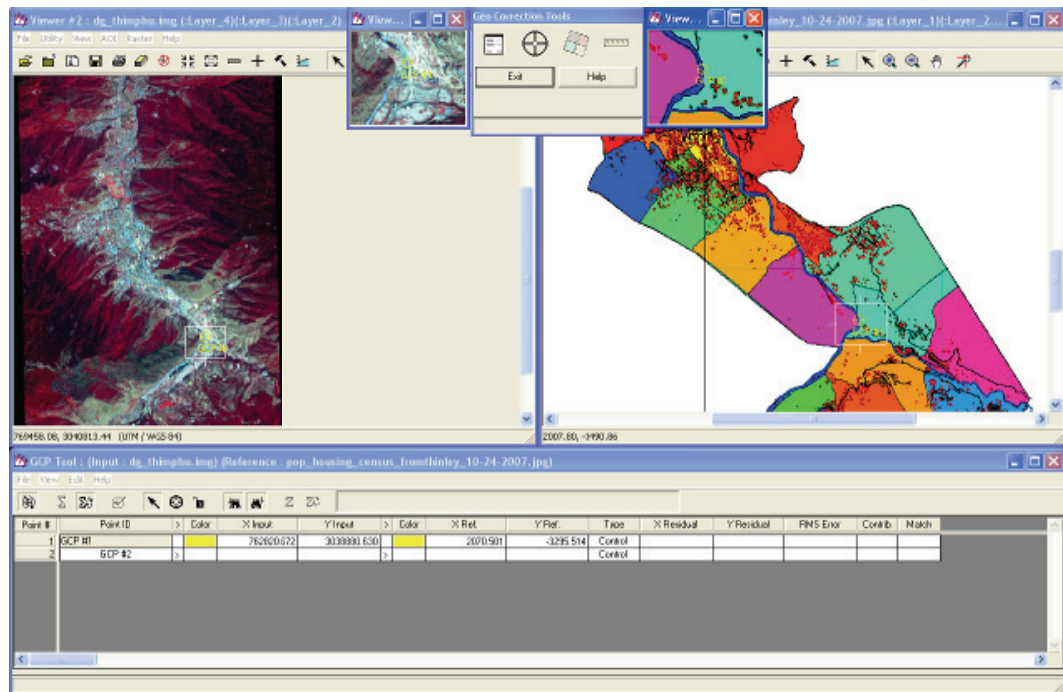 Viewer #2 : dg_thimphu.img (:Layer_4)(:Layer_3)(:Layer_2)
File Utility View AOI Raster Help
View...
Geo Correction Tools
Exit
Help
View...
nley_10-24-2007.jpg (:Layer_1)(:Layer_2...
769458.08, 3040813.44 (UTM / WGS 84)
2007.80, -3490.86
GCP Tool : (Input : dg_thimphu.img) (Reference : pop_housing_census_fromthinley_10-24-2007.jpg)
File View Edit Help
Point # Point ID > Color X Input Y Input > Color X Ref. Y Ref. Type X Residual Y Residual RMS Error Contrib. Match
1 GCP #1 762820.672 3038880.630 2070.501 -3295.514 Control
2 GCP #2 > > Control